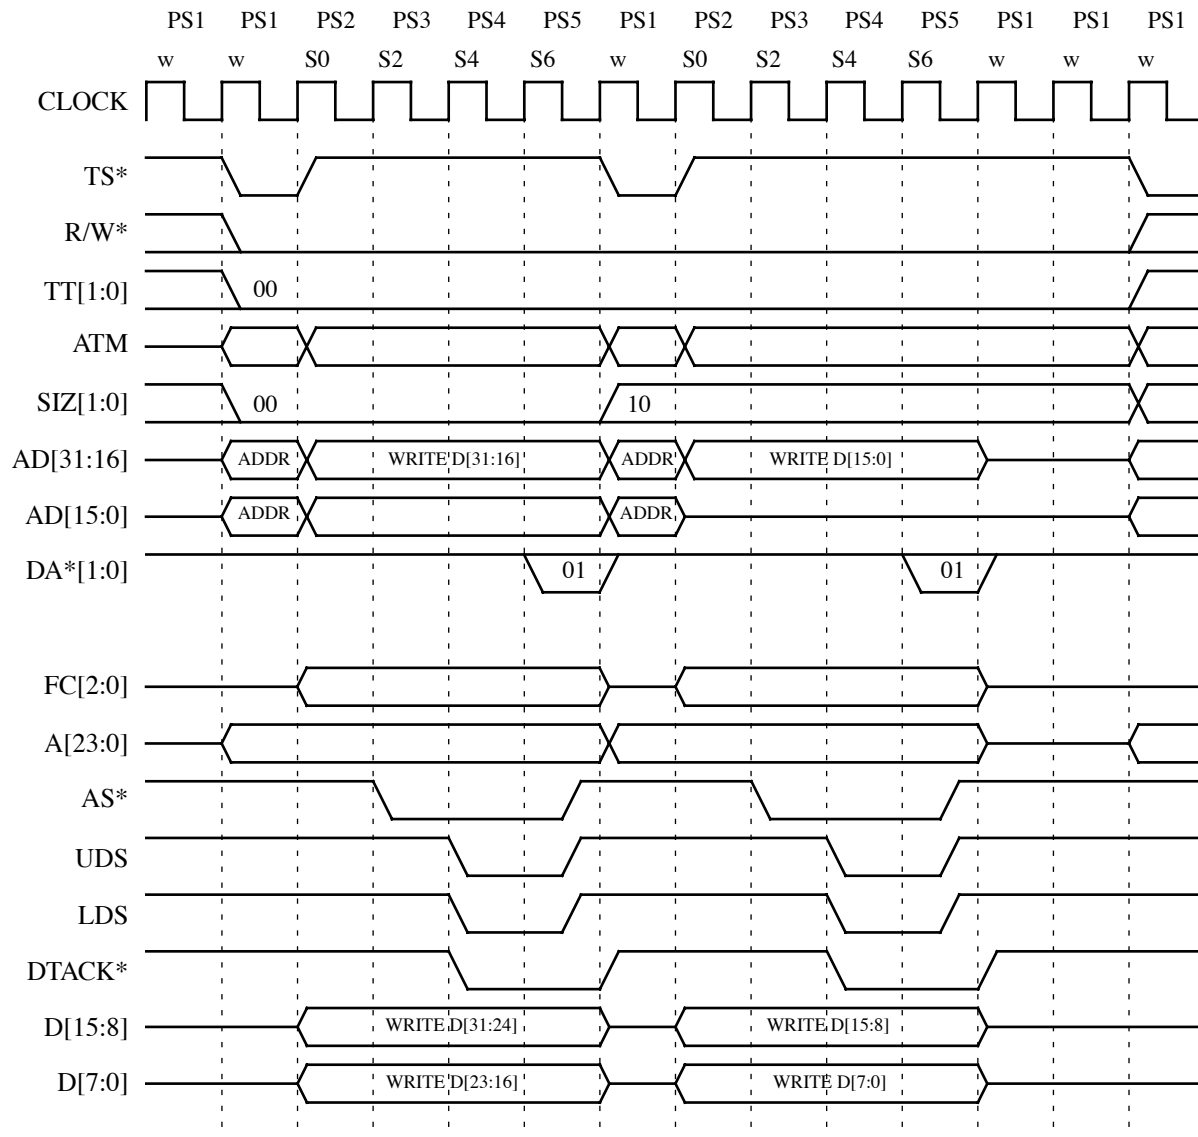 PS1 PS1 PS2 PS3 PS4 PS5 PS1 PS2 PS3 PS4 PS5 PS1 PS1 PS1
w w S0 S2 S4 S6 w S0 S2 S4 S6 w w w
CLOCK
TS*
R/W*
TT[1:0] 00
ATM
SIZ[1:0] 00 10
AD[31:16] ADDR WRITE D[31:16] ADDR WRITE D[15:0]
AD[15:0] ADDR ADDR
DA*[1:0] 01 01
FC[2:0]
A[23:0]
AS*
UDS
LDS
DTACK*
D[15:8] WRITE D[31:24] WRITE D[15:8]
D[7:0] WRITE D[23:16] WRITE D[7:0]